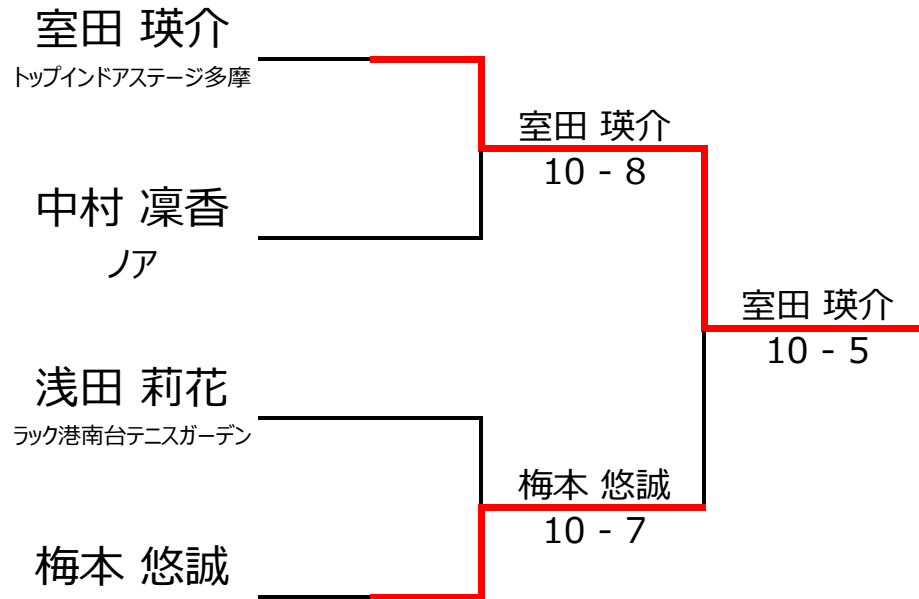 室田 瑛介
トップインドアステージ多摩
室田 瑛介
10 - 8
中村 凜香
ノア
室田 瑛介
10 - 5
浅田 莉花
ラック港南台テニスガーデン
梅本 悠誠
10 - 7
梅本 悠誠